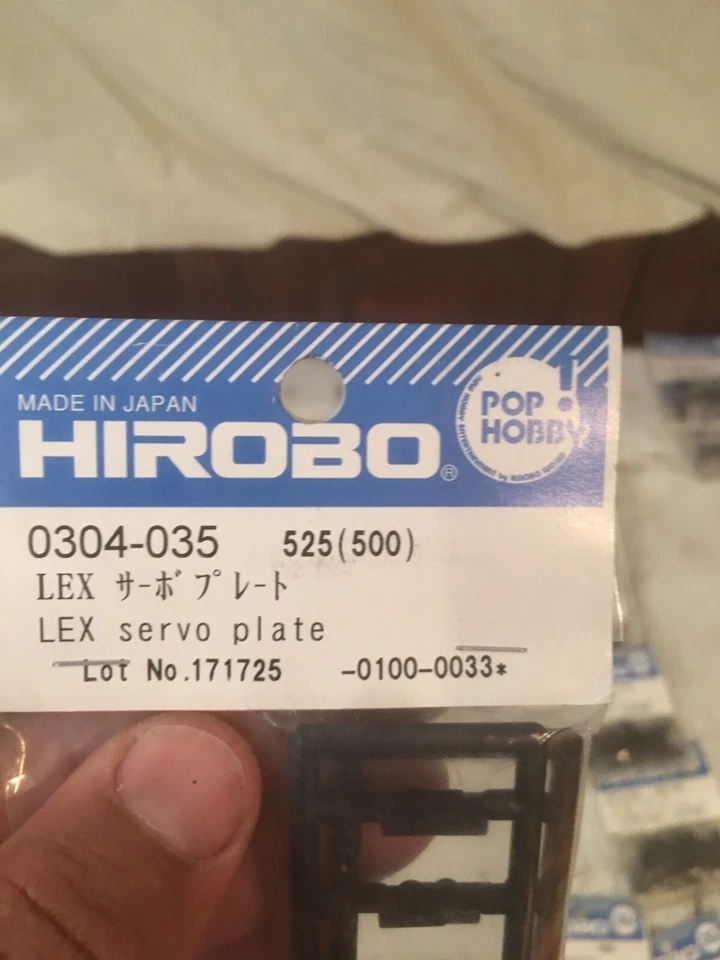 MADE IN JAPAN
HIROBO®
POP!
HOBBY
0304-035 525(500)
LEX サーボプレート
LEX servo plate
Lot No.171725 -0100-0033*